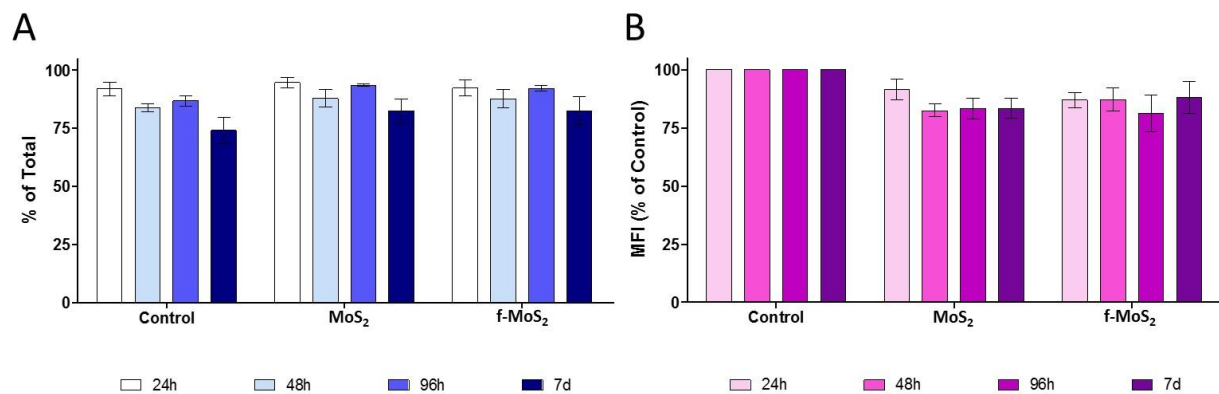 A
% of Total
100
75
50
25
0
Control
MoS₂
f-MoS₂
24h
48h
96h
7d
B
MFI (% of Control)
100
75
50
25
0
Control
MoS₂
f-MoS₂
24h
48h
96h
7d